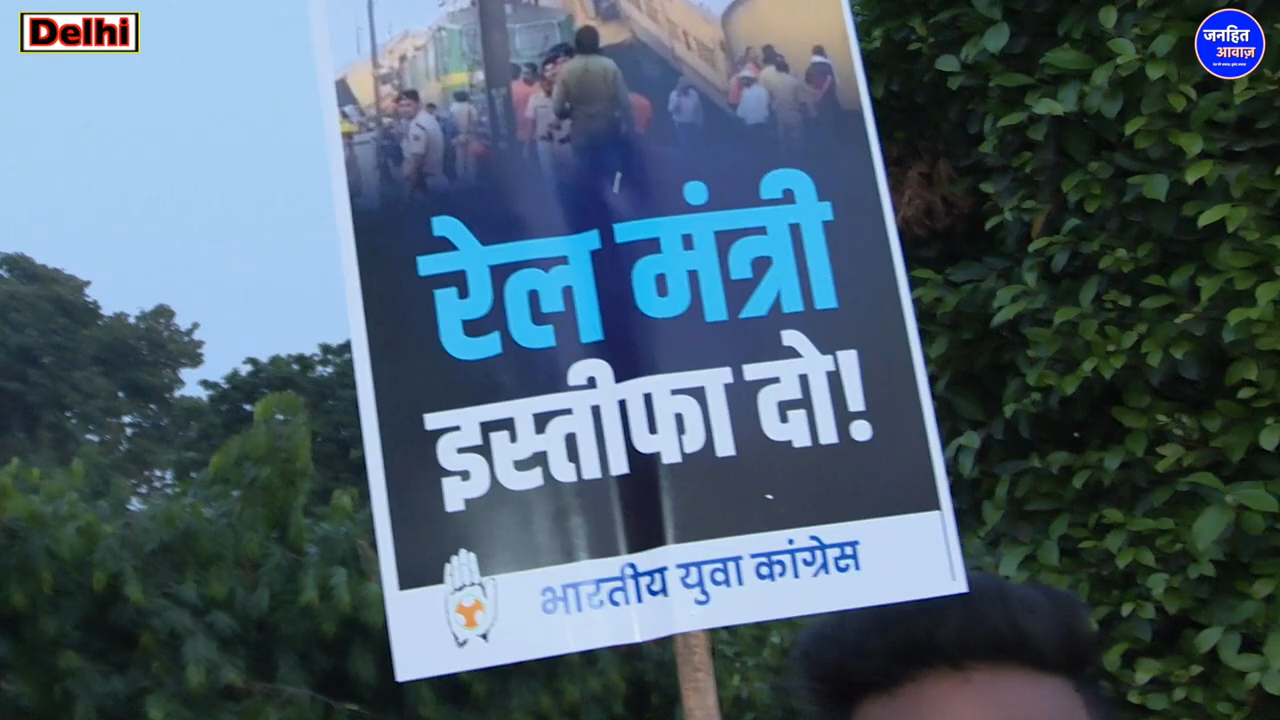 Delhi
जनहित
आवाज़
रेल मंत्री
इस्तीफा दो!
भारतीय युवा कांग्रेस